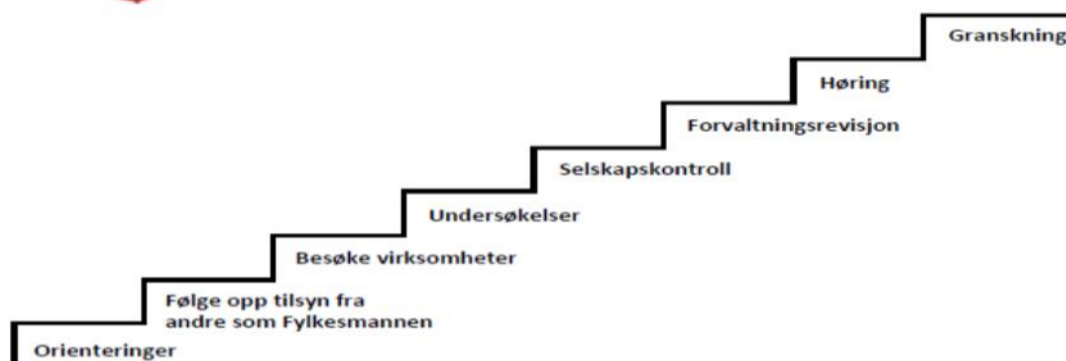 Granskning
Høring
Forvaltningsrevisjon
Selskapskontroll
Undersøkelser
Besøke virksomheter
Følge opp tilsyn fra
andre som Fylkesmannen
Orienteringer